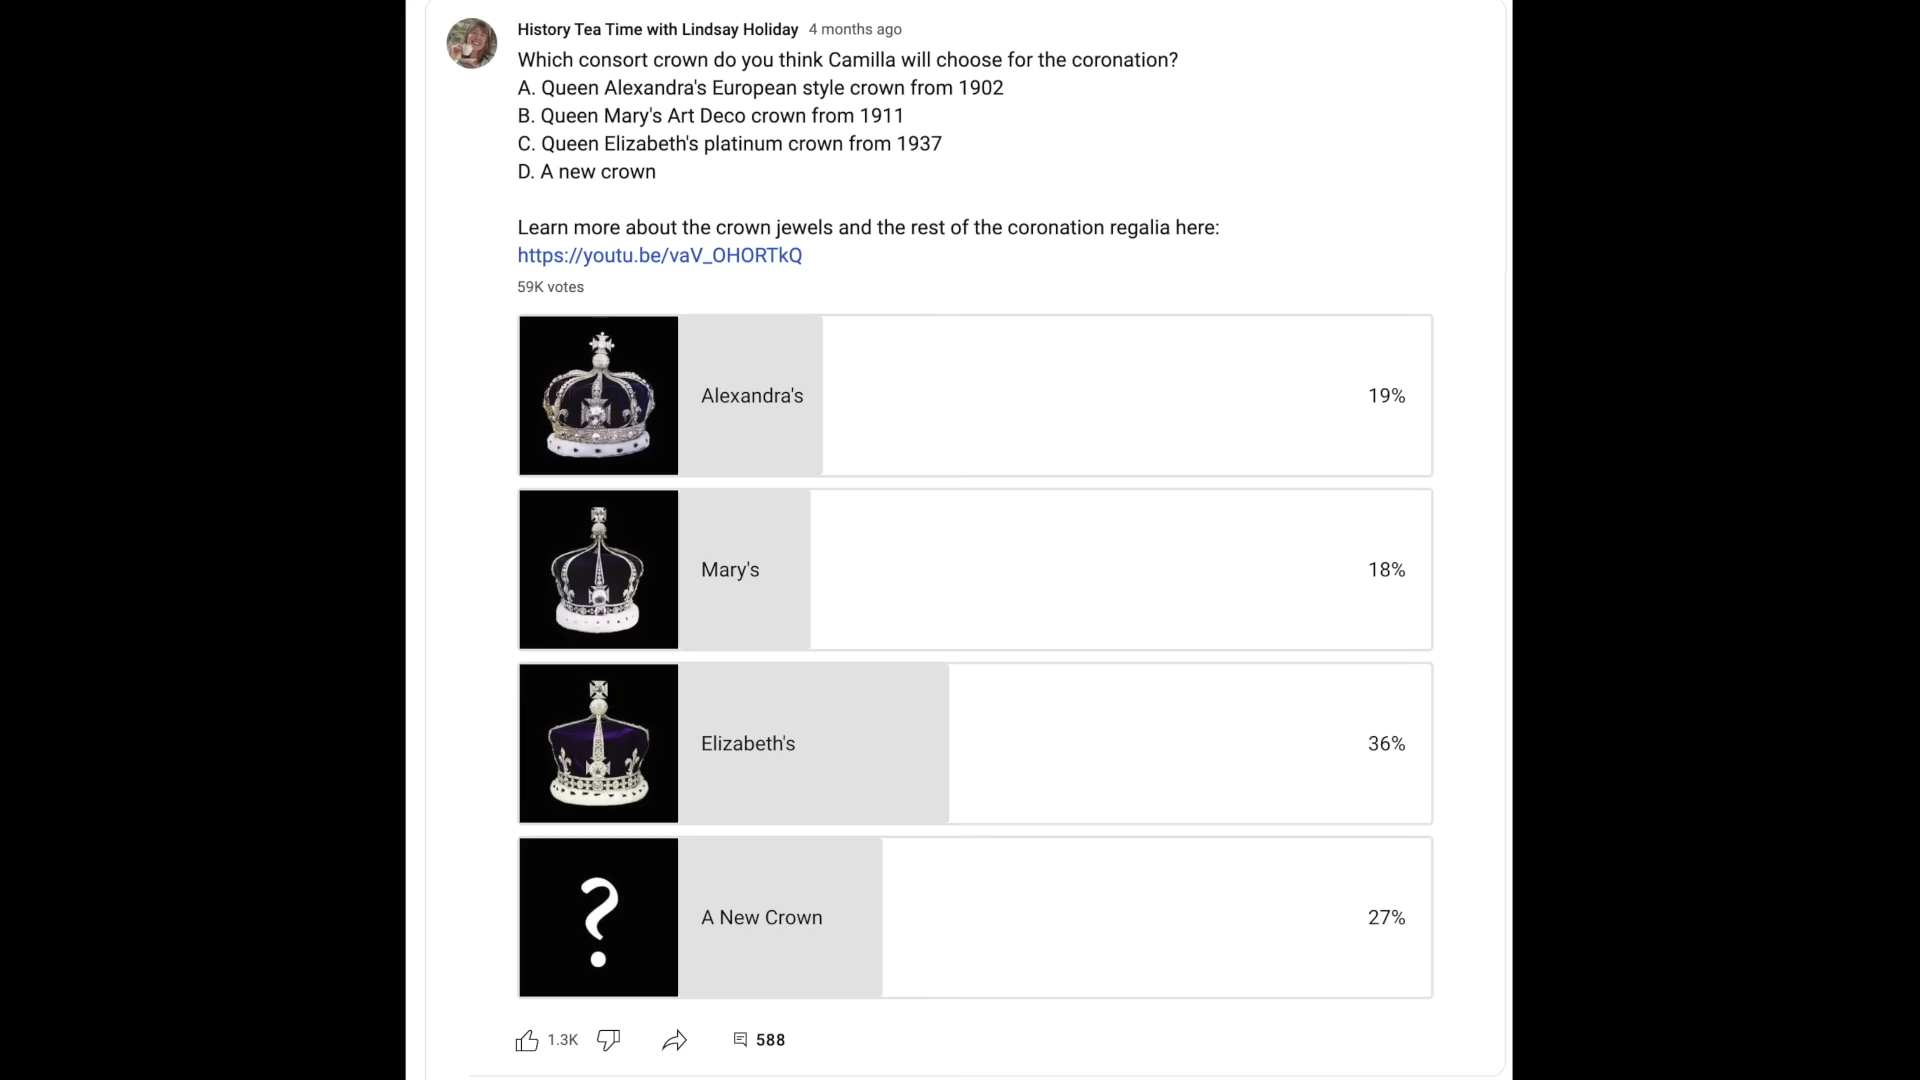 History Tea Time with Lindsay Holiday 4 months ago
Which consort crown do you think Camilla will choose for the coronation?
A. Queen Alexandra's European style crown from 1902
B. Queen Mary's Art Deco crown from 1911
C. Queen Elizabeth's platinum crown from 1937
D. A new crown
Learn more about the crown jewels and the rest of the coronation regalia here:
https://youtu.be/vaV_OHORTkQ
59K votes
Alexandra's 19%
Mary's 18%
Elizabeth's 36%
? A New Crown 27%
1.3K 588